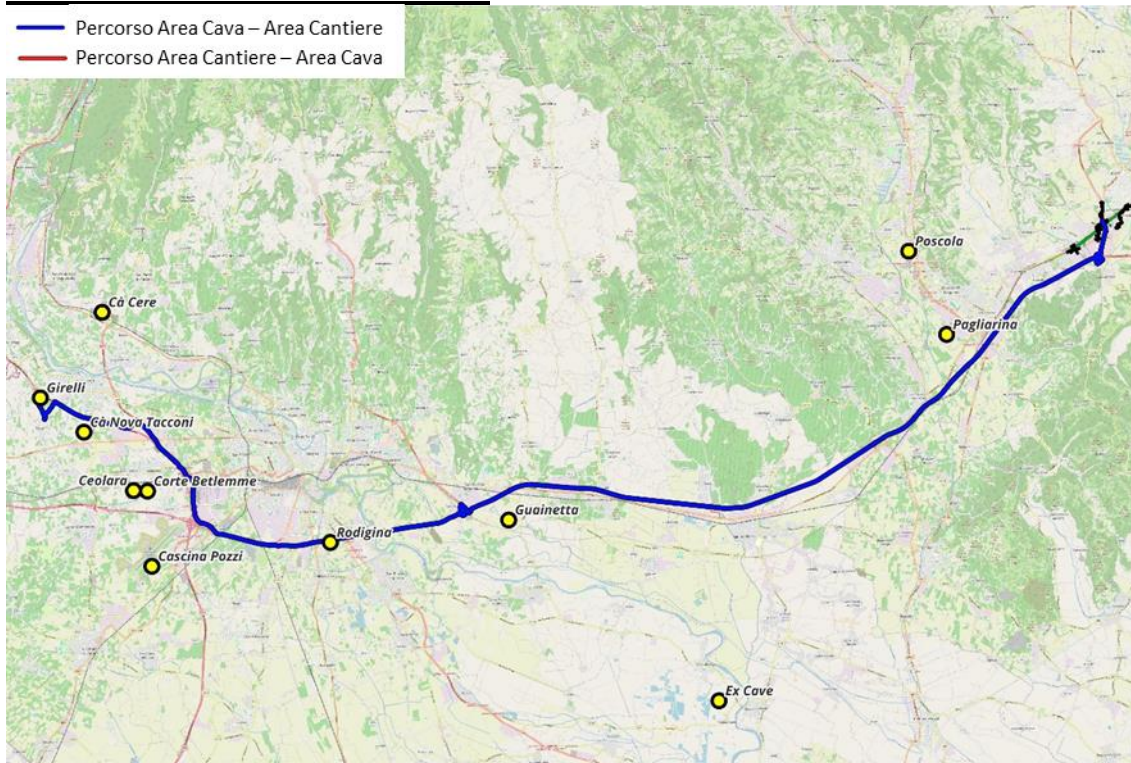 Percorso Area Cava – Area Cantiere
Percorso Area Cantiere – Area Cava
Poscola
Cà Cere
Pagliarina
Girelli
Cà Nova Tacconi
Ceolara
Corte Betlemme
Guainetta
Rodigina
Cascina Pozzi
Ex Cave